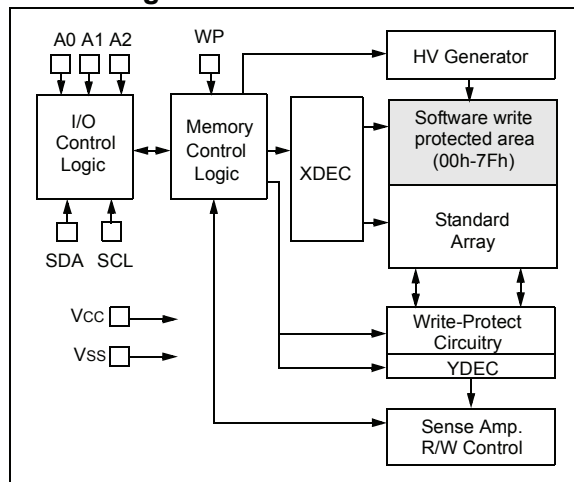 A0 A1 A2
WP
HV Generator
I/O
Control
Logic
Memory
Control
Logic
XDEC
Software write
protected area
(00h-7Fh)
Standard
Array
SDA SCL
VCC
VSS
Write-Protect
Circuitry
YDEC
Sense Amp.
R/W Control